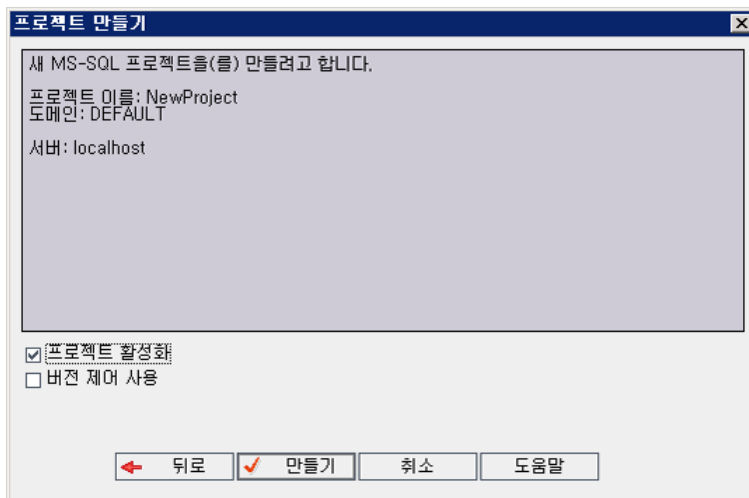 프로젝트 만들기
새 MS-SQL 프로젝트을(를) 만들려고 합니다.
프로젝트 이름: NewProject
도메인: DEFAULT
서버: localhost
프로젝트 활성화
버전 제어 사용
뒤로 만들기 취소 도움말